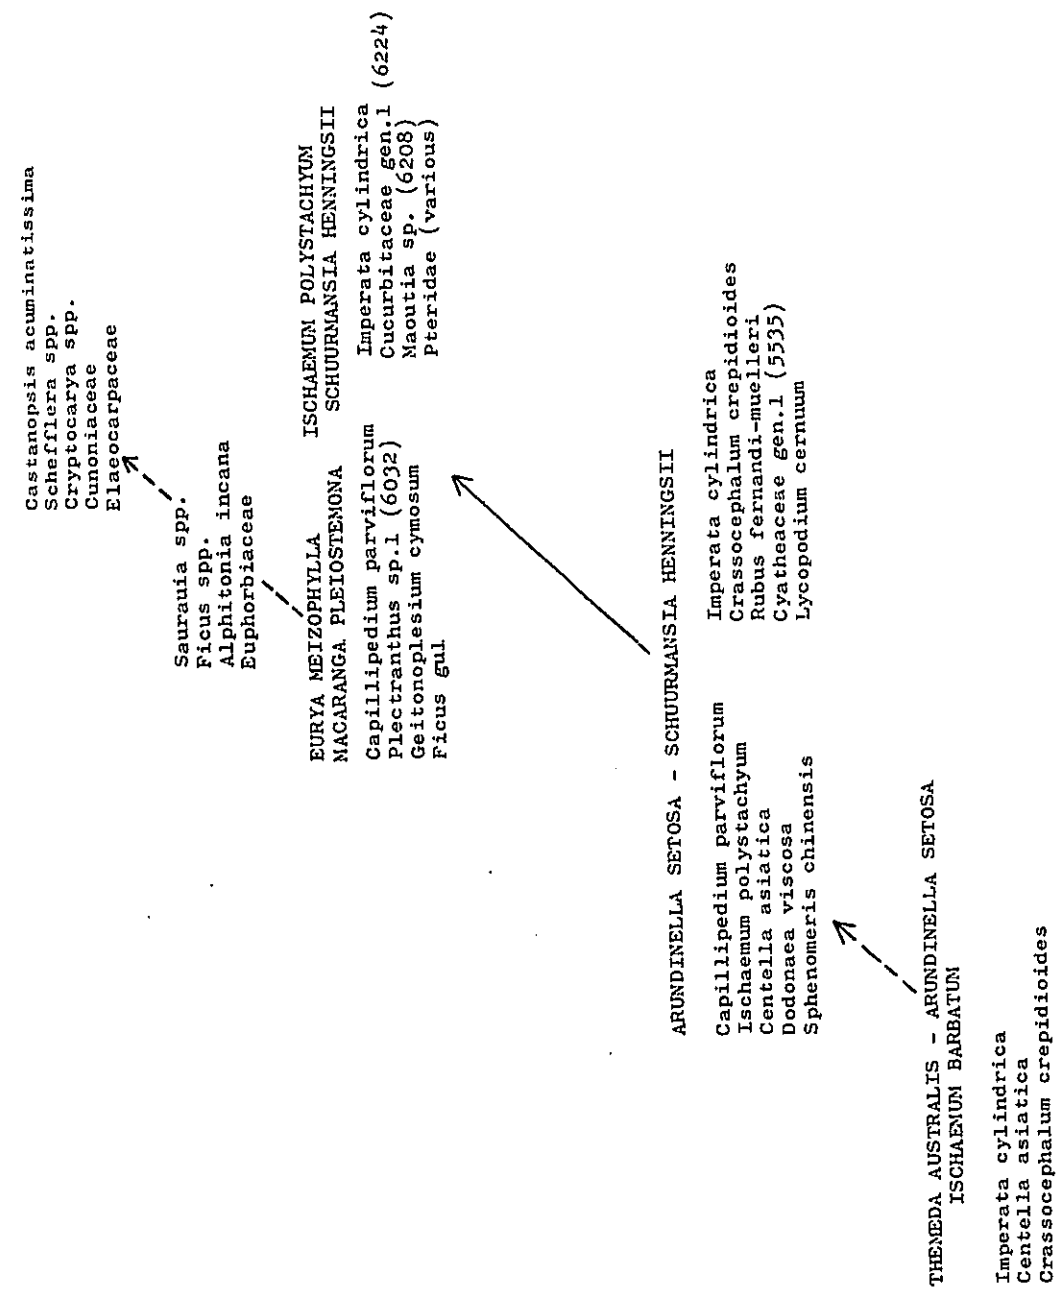 Castanopsis acuminatissima
Schefflera spp.
Cryptocarya spp.
Cunoniaceae
Elaeocarpaceae
Saurauia spp.
Ficus spp.
Alphitonia incana
Euphorbiaceae
EURYA MEIZOPHYLLA
MACARANGA PLEIOSTEMONA
Capillipedium parviflorum
Plectranthus sp.1 (6032)
Geitonoplesium cymosum
Ficus gul
ISCHAEMUM POLYSTACHYUM
SCHUURMANSIA HENNINGSII
Imperata cylindrica
Cucurbitaceae gen.1 (6224)
Maoutia sp. (6208)
Pteridae (various)
ARUNDINELLA SETOSA - SCHUURMANSIA HENNINGSII
Capillipedium parviflorum
Ischaemum polystachyum
Centella asiatica
Dodonaea viscosa
Sphenomeris chinensis
Imperata cylindrica
Crassocephalum crepidioides
Rubus fernandi-muelleri
Cyatheaceae gen.1 (5535)
Lycopodium cernuum
THEMEDA AUSTRALIS - ARUNDINELLA SETOSA
ISCHAEMUM BARBATUM
Imperata cylindrica
Centella asiatica
Crassocephalum crepidioides